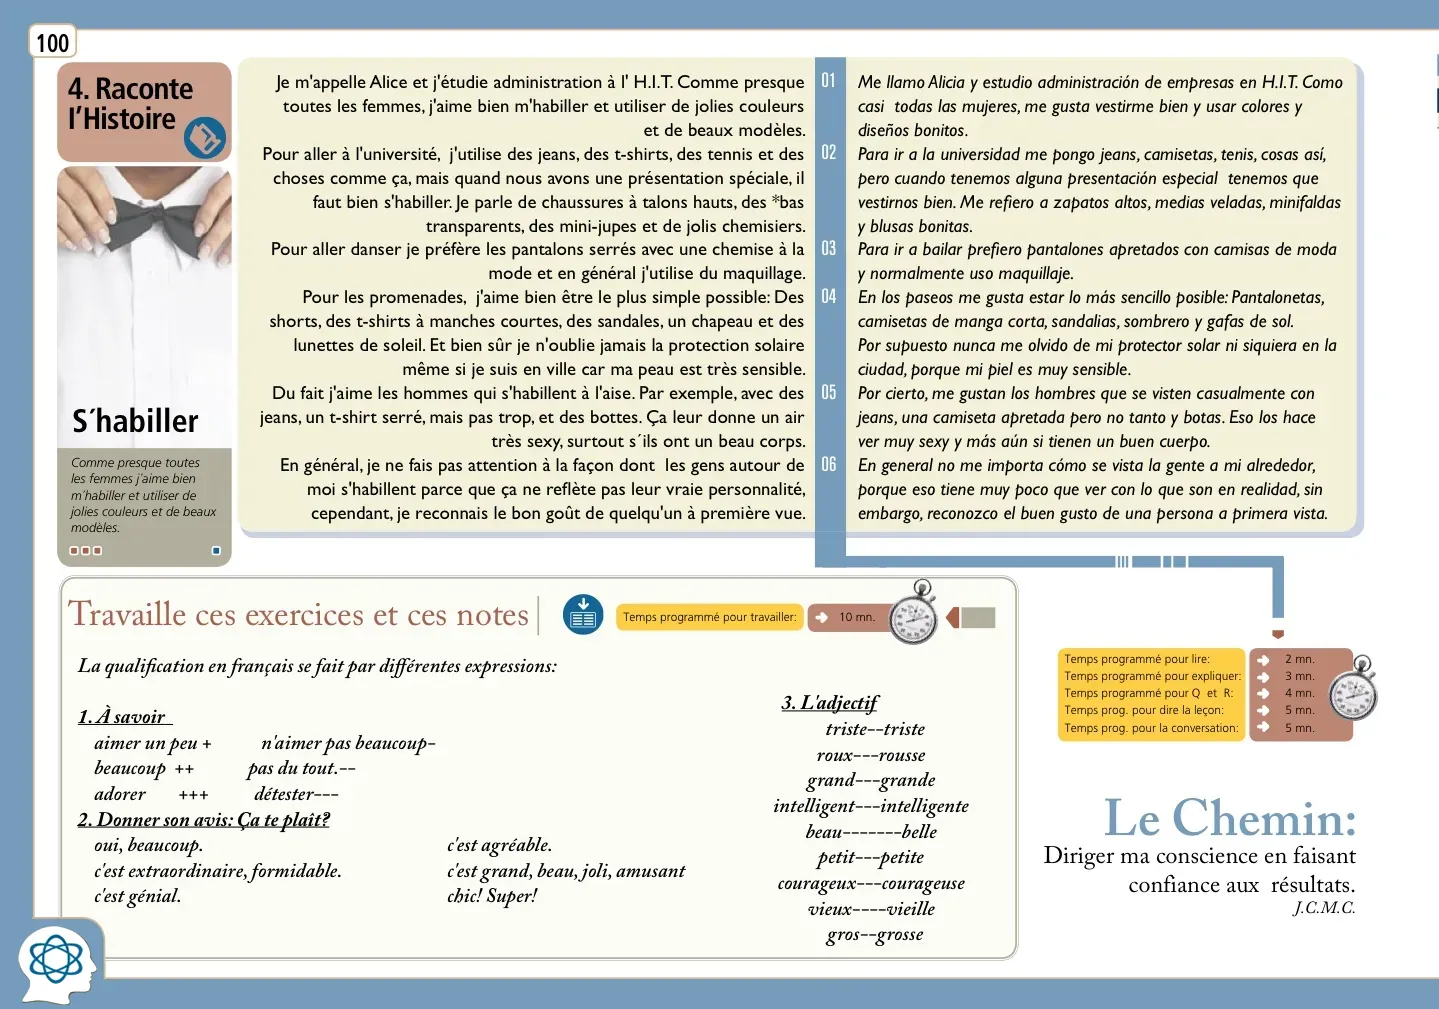 100
4. Raconte
l’Histoire
S´habiller
Comme presque toutes
les femmes j´aime bien
m´habiller et utiliser de
jolies couleurs et de beaux
modèles.
Je m'appelle Alice et j'étudie administration à l' H.I.T. Comme presque
toutes les femmes, j'aime bien m'habiller et utiliser de jolies couleurs
et de beaux modèles.
Pour aller à l'université, j'utilise des jeans, des t-shirts, des tennis et des
choses comme ça, mais quand nous avons une présentation spéciale, il
faut bien s'habiller. Je parle de chaussures à talons hauts, des *bas
transparents, des mini-jupes et de jolis chemisiers.
Pour aller danser je préfère les pantalons serrés avec une chemise à la
mode et en général j'utilise du maquillage.
Pour les promenades, j'aime bien être le plus simple possible: Des
shorts, des t-shirts à manches courtes, des sandales, un chapeau et des
lunettes de soleil. Et bien sûr je n'oublie jamais la protection solaire
même si je suis en ville car ma peau est très sensible.
Du fait j'aime les hommes qui s'habillent à l'aise. Par exemple, avec des
jeans, un t-shirt serré, mais pas trop, et des bottes. Ça leur donne un air
très sexy, surtout s´ils ont un beau corps.
En général, je ne fais pas attention à la façon dont les gens autour de
moi s'habillent parce que ça ne reflète pas leur vraie personnalité,
cependant, je reconnais le bon goût de quelqu'un à première vue.
01
02
03
04
05
06
Me llamo Alicia y estudio administración de empresas en H.I.T. Como
casi todas las mujeres, me gusta vestirme bien y usar colores y
diseños bonitos.
Para ir a la universidad me pongo jeans, camisetas, tenis, cosas así,
pero cuando tenemos alguna presentación especial tenemos que
vestirnos bien. Me refiero a zapatos altos, medias veladas, minifaldas
y blusas bonitas.
Para ir a bailar prefiero pantalones apretados con camisas de moda
y normalmente uso maquillaje.
En los paseos me gusta estar lo más sencillo posible: Pantalonetas,
camisetas de manga corta, sandalias, sombrero y gafas de sol.
Por supuesto nunca me olvido de mi protector solar ni siquiera en la
ciudad, porque mi piel es muy sensible.
Por cierto, me gustan los hombres que se visten casualmente con
jeans, una camiseta apretada pero no tanto y botas. Eso los hace
ver muy sexy y más aún si tienen un buen cuerpo.
En general no me importa cómo se vista la gente a mi alrededor,
porque eso tiene muy poco que ver con lo que son en realidad, sin
embargo, reconozco el buen gusto de una persona a primera vista.
Travaille ces exercices et ces notes
Temps programmé pour travailler: 10 mn.
La qualification en français se fait par différentes expressions:
1. À savoir
aimer un peu + n'aimer pas beaucoup-
beaucoup ++ pas du tout.--
adorer +++ détester---
2. Donner son avis: Ça te plaît?
oui, beaucoup. c'est agréable.
c'est extraordinaire, formidable. c'est grand, beau, joli, amusant
c'est génial. chic! Super!
3. L'adjectif
triste--triste
roux---rousse
grand---grande
intelligent---intelligente
beau-------belle
petit---petite
courageux---courageuse
vieux----vieille
gros--grosse
Temps programmé pour lire: 2 mn.
Temps programmé pour expliquer: 3 mn.
Temps programmé pour Q et R: 4 mn.
Temps prog. pour dire la leçon: 5 mn.
Temps prog. pour la conversation: 5 mn.
Le Chemin:
Diriger ma conscience en faisant
confiance aux résultats.
J.C.M.C.